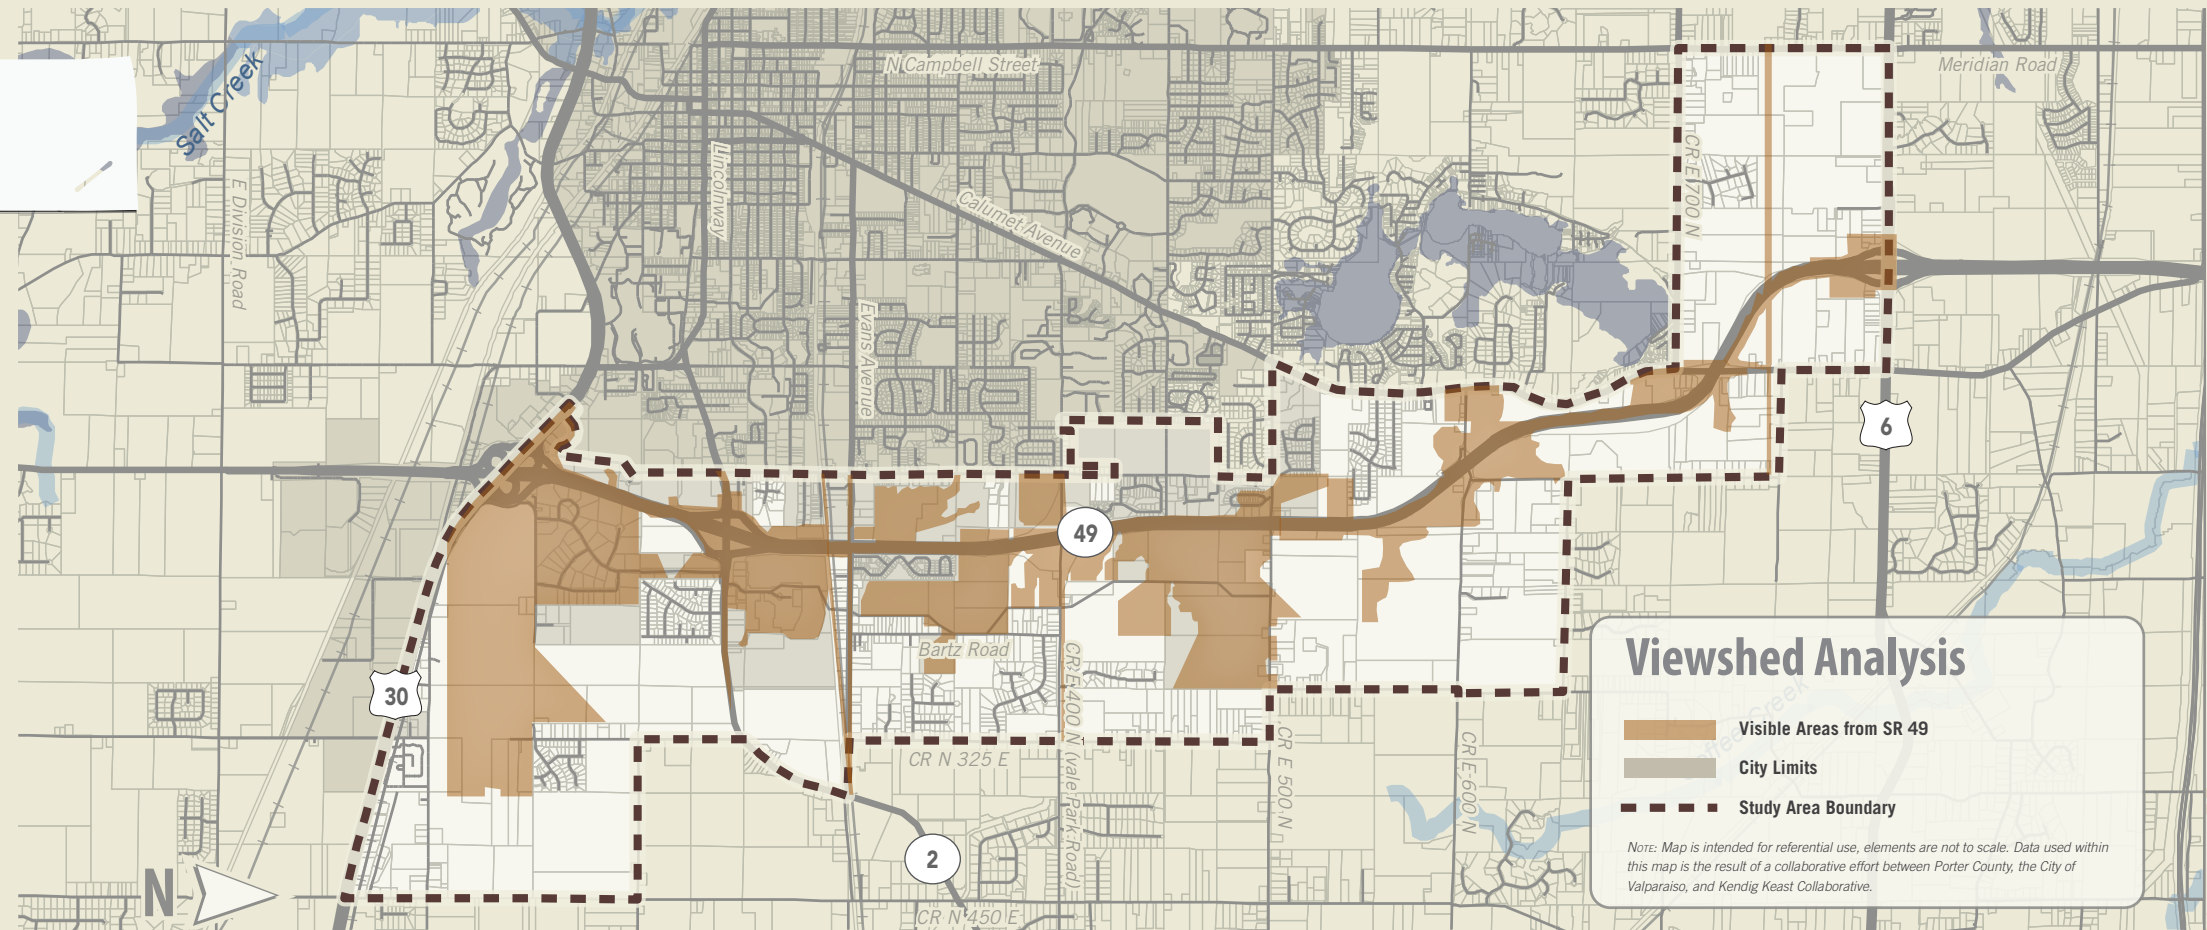 N Campbell Street
Meridian Road
Salt Creek
E Division Road
Lincolnway
CR E 700 N
Calumet Avenue
Evans Avenue
6
49
Bartz Road
30
CR E 400 N (Vale Park Road)
CR N 325 E
CR E 500 N
CR E 600 N
2
CR N 450 E
N
Viewshed Analysis
Visible Areas from SR 49
City Limits
Study Area Boundary
NOTE: Map is intended for referential use, elements are not to scale. Data used within
this map is the result of a collaborative effort between Porter County, the City of
Valparaiso, and Kendig Keast Collaborative.